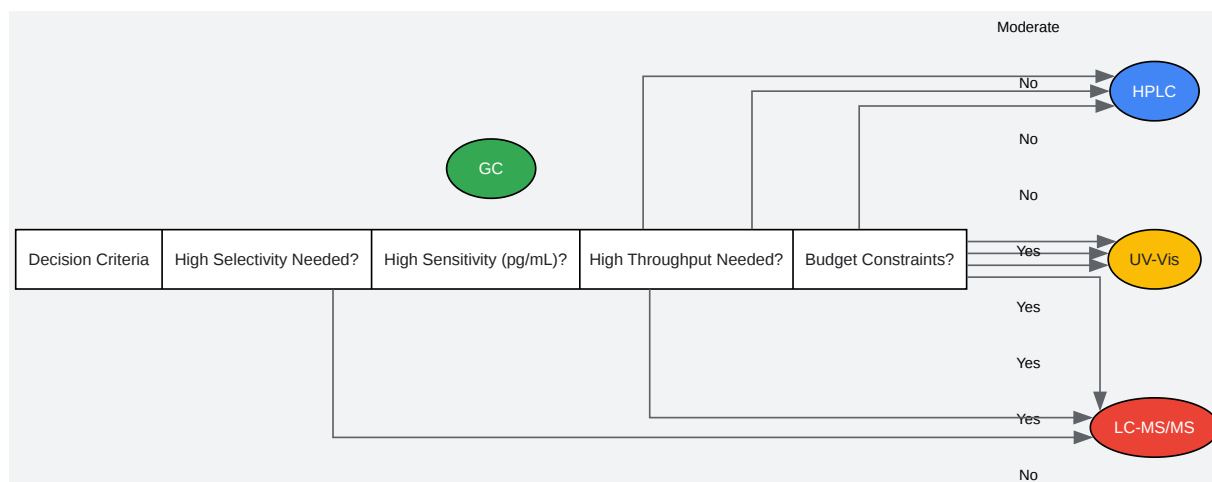 Moderate
No
HPLC
No
GC
No
Decision Criteria
High Selectivity Needed?
High Sensitivity (pg/mL)?
High Throughput Needed?
Budget Constraints?
Yes
UV-Vis
Yes
Yes
Yes
LC-MS/MS
No